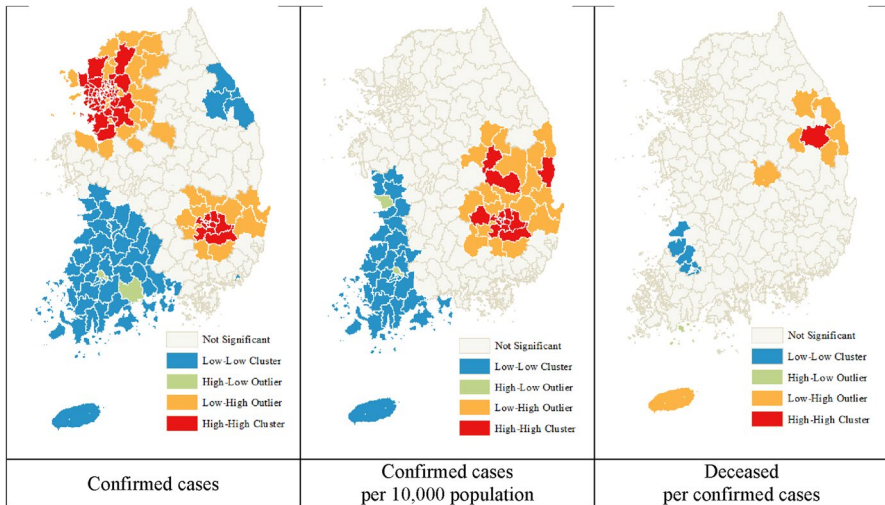 Not Significant
Low-Low Cluster
High-Low Outlier
Low-High Outlier
High-High Cluster
Not Significant
Low-Low Cluster
High-Low Outlier
Low-High Outlier
High-High Cluster
Not Significant
Low-Low Cluster
High-Low Outlier
Low-High Outlier
High-High Cluster
Confirmed cases
Confirmed cases
per 10,000 population
Deceased
per confirmed cases